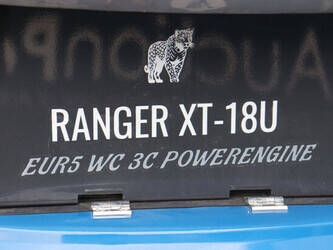 RANGER XT-18U
EUR5 WC 3C POWERENGINE